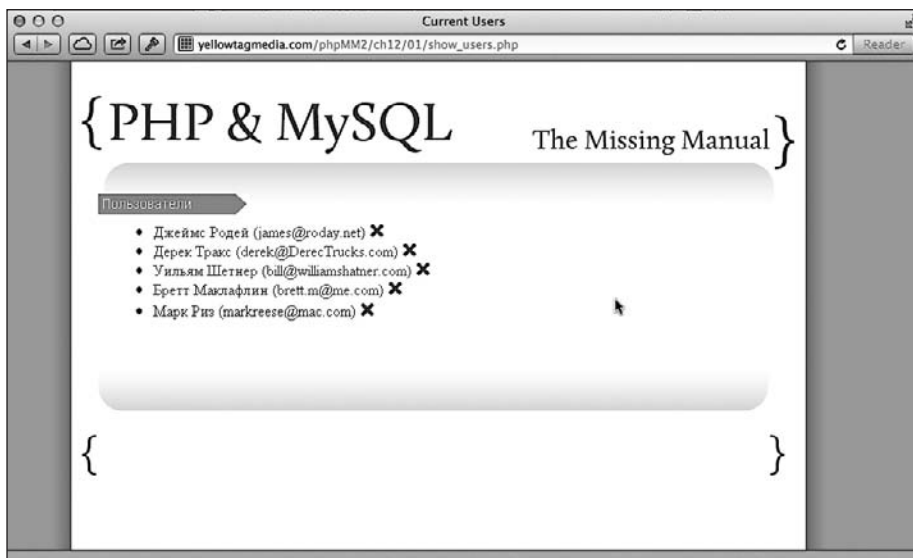 Current Users
yellowtagmedia.com/phpMM2/ch12/01/show_users.php
Reader
{PHP & MySQL
The Missing Manual}
Пользователи
• Джеймс Родей (james@roday.net) ✖
• Дерек Тракс (derek@DerecTrucks.com) ✖
• Уильям Шетнер (bill@williamshatner.com) ✖
• Бретт Маклафлин (brett.m@me.com) ✖
• Марк Риз (markreese@mac.com) ✖
{ }